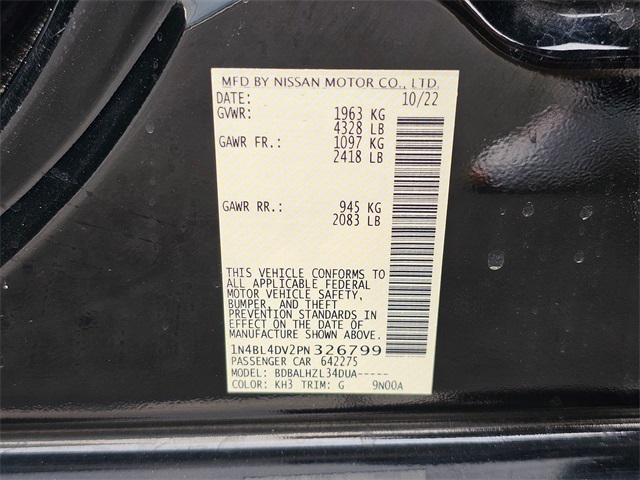 MFD BY NISSAN MOTOR CO., LTD.
DATE: 10/22
GVWR: 1963 KG
4328 LB
GAWR FR.: 1097 KG
2418 LB
GAWR RR.: 945 KG
2083 LB
THIS VEHICLE CONFORMS TO
ALL APPLICABLE FEDERAL
MOTOR VEHICLE SAFETY,
BUMPER, AND THEFT
PREVENTION STANDARDS IN
EFFECT ON THE DATE OF
MANUFACTURE SHOWN ABOVE.
1N4BL4DV2PN326799
PASSENGER CAR 642275
MODEL: BDBALHZL34DUA-----
COLOR: KH3 TRIM: G 9N00A